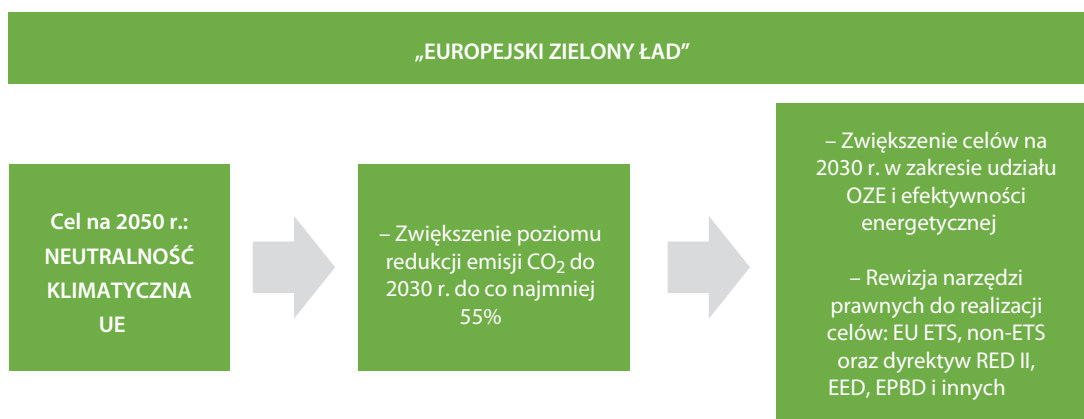 „EUROPEJSKI ZIELONY ŁAD”
Cel na 2050 r.:
NEUTRALNOŚĆ
KLIMATYCZNA
UE
– Zwiększenie poziomu
redukcji emisji CO₂ do
2030 r. do co najmniej
55%
– Zwiększenie celów na
2030 r. w zakresie udziału
OZE i efektywności
energetycznej
– Rewizja narzędzi
prawnych do realizacji
celów: EU ETS, non-ETS
oraz dyrektyw RED II,
EED, EPBD i innych